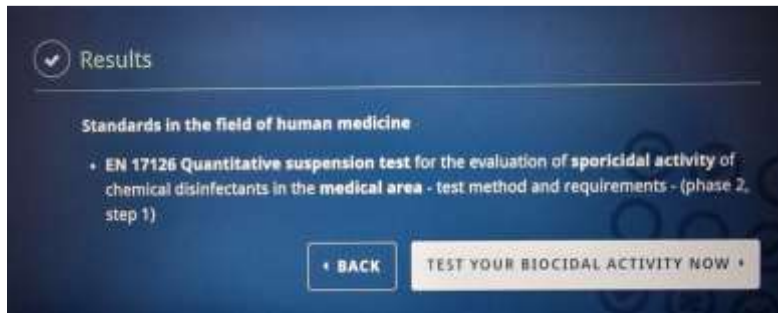 Results
Standards in the field of human medicine
• EN 17126 Quantitative suspension test for the evaluation of sporicidal activity of
chemical disinfectants in the medical area - test method and requirements - (phase 2,
step 1)
BACK
TEST YOUR BIOCIDAL ACTIVITY NOW